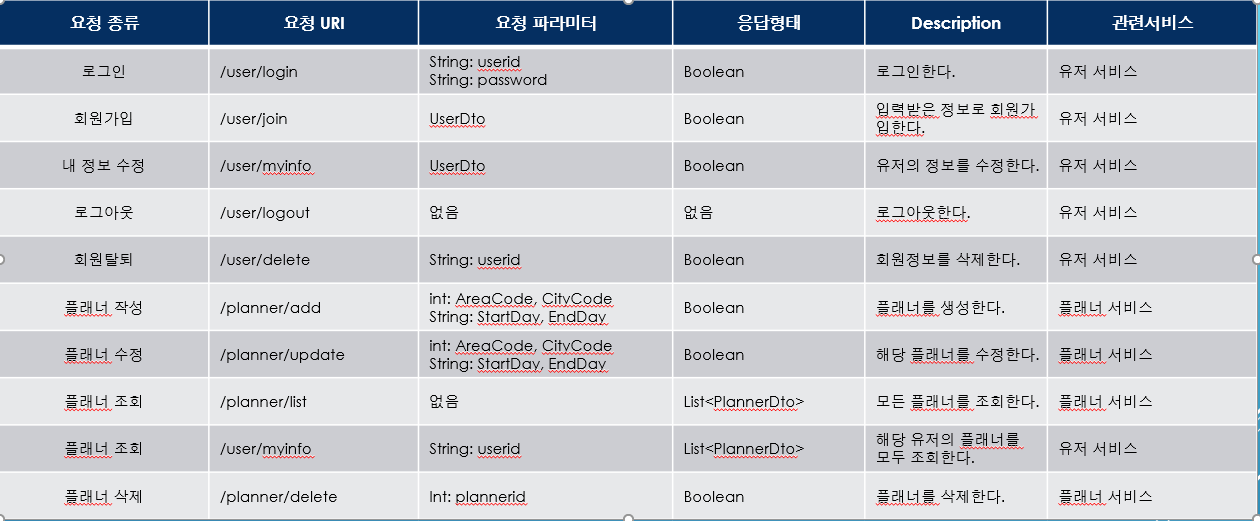 요청 종류 요청 URI 요청 파라미터 응답형태 Description 관련서비스
로그인 /user/login String: userid Boolean 로그인한다. 유저 서비스
String: password
회원가입 /user/join UserDto Boolean 입력받은 정보로 회원가 유저 서비스
입한다.
내 정보 수정 /user/myinfo UserDto Boolean 유저의 정보를 수정한다. 유저 서비스
로그아웃 /user/logout 없음 없음 로그아웃한다. 유저 서비스
회원탈퇴 /user/delete String: userid Boolean 회원정보를 삭제한다. 유저 서비스
플래너 작성 /planner/add int: AreaCode, CityCode Boolean 플래너를 생성한다. 플래너 서비스
String: StartDay, EndDay
플래너 수정 /planner/update int: AreaCode, CityCode Boolean 해당 플래너를 수정한다. 플래너 서비스
String: StartDay, EndDay
플래너 조회 /planner/list 없음 List<PlannerDto> 모든 플래너를 조회한다. 플래너 서비스
플래너 조회 /user/myinfo String: userid List<PlannerDto> 해당 유저의 플래너를 유저 서비스
모두 조회한다.
플래너 삭제 /planner/delete Int: plannerid Boolean 플래너를 삭제한다. 플래너 서비스